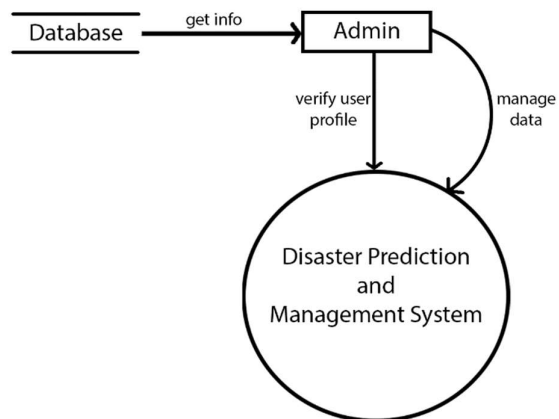 Database
get info
Admin
verify user
profile
manage
data
Disaster Prediction
and
Management System